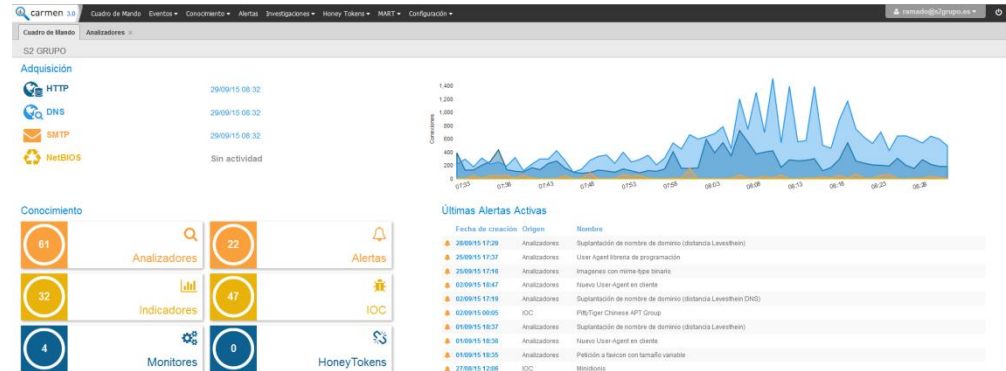 carmen 3.0 Cuadro de Mando Eventos Conocimiento Alertas Investigaciones Honey Tokens MART Configuración camado@s2grupo.es
Cuadro de Mando Analizadores ×
S2 GRUPO
Adquisición
HTTP 29/09/15 08:32
DNS 29/09/15 08:32
SMTP 29/09/15 08:32
NetBIOS Sin actividad
Conexiones
1,400
1,200
1,000
800
600
400
200
0
07:33 07:38 07:43 07:48 07:53 07:58 08:03 08:08 08:13 08:18 08:23 08:28
Conocimiento
61 Analizadores
22 Alertas
32 Indicadores
47 IOC
4 Monitores
0 HoneyTokens
Últimas Alertas Activas
Fecha de creación Origen Nombre
28/09/15 17:29 Analizadores Suplantación de nombre de dominio (distancia Levesthein)
25/09/15 17:37 Analizadores User Agent libreria de programación
25/09/15 17:16 Analizadores Imagenes con mime-type binario
02/09/15 18:47 Analizadores Nuevo User-Agent en cliente
02/09/15 17:19 Analizadores Suplantación de nombre de dominio (distancia Levesthein DNS)
02/09/15 00:05 IOC PittyTiger Chinese APT Group
01/09/15 18:37 Analizadores Suplantación de nombre de dominio (distancia Levesthein)
01/09/15 18:36 Analizadores Nuevo User-Agent en cliente
01/09/15 18:35 Analizadores Petición a favicon con tamaño variable
27/08/15 12:06 IOC Minidionis